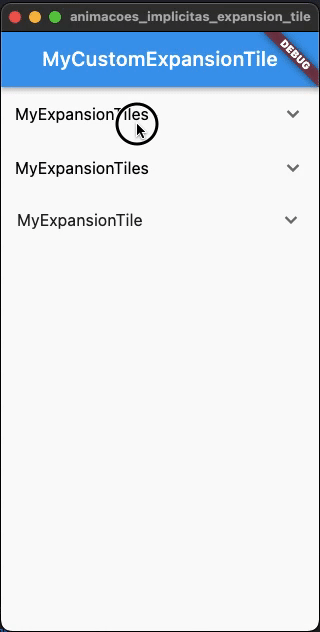 animacoes_implicitas_expansion_tile
MyCustomExpansionTile
DEBUG
MyExpansionTiles
MyExpansionTiles
MyExpansionTile